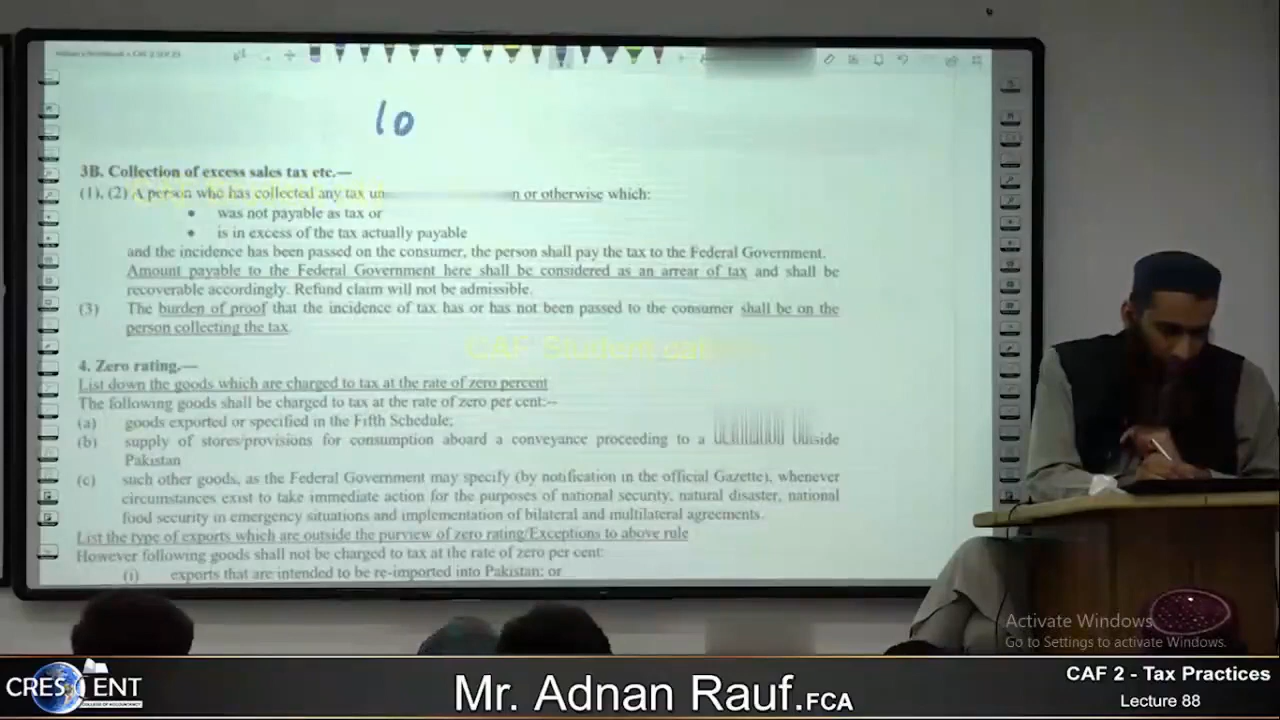 10
3B. Collection of excess sales tax etc.—
(1), (2) A person who has collected any tax un
n or otherwise which:
• was not payable as tax or
• is in excess of the tax actually payable
and the incidence has been passed on the consumer, the person shall pay the tax to the Federal Government.
Amount payable to the Federal Government here shall be considered as an arrear of tax and shall be
recoverable accordingly. Refund claim will not be admissible.
(3) The burden of proof that the incidence of tax has or has not been passed to the consumer shall be on the
person collecting the tax.
CAF Student
4. Zero rating.—
List down the goods which are charged to tax at the rate of zero percent
The following goods shall be charged to tax at the rate of zero per cent:--
(a) goods exported or specified in the Fifth Schedule;
(b) supply of stores/provisions for consumption aboard a conveyance proceeding to a outside
Pakistan
(c) such other goods, as the Federal Government may specify (by notification in the official Gazette), whenever
circumstances exist to take immediate action for the purposes of national security, natural disaster, national
food security in emergency situations and implementation of bilateral and multilateral agreements.
List the type of exports which are outside the purview of zero rating/Exceptions to above rule
However following goods shall not be charged to tax at the rate of zero per cent:
(i) exports that are intended to be re-imported into Pakistan; or
Activate Windows
Go to Settings to activate Windows.
CRESCENT
COLLEGE OF ACCOUNTANCY
Mr. Adnan Rauf.FCA
CAF 2 - Tax Practices
Lecture 88